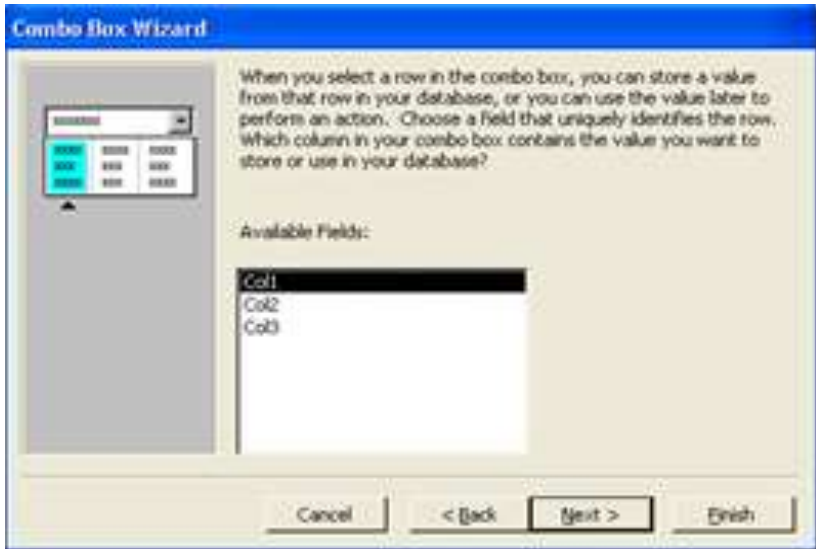 Combo Box Wizard
When you select a row in the combo box, you can store a value
from that row in your database, or you can use the value later to
perform an action. Choose a field that uniquely identifies the row.
Which column in your combo box contains the value you want to
store or use in your database?
Available Fields:
Col1
Col2
Col3
Cancel
< Back
Next >
Finish